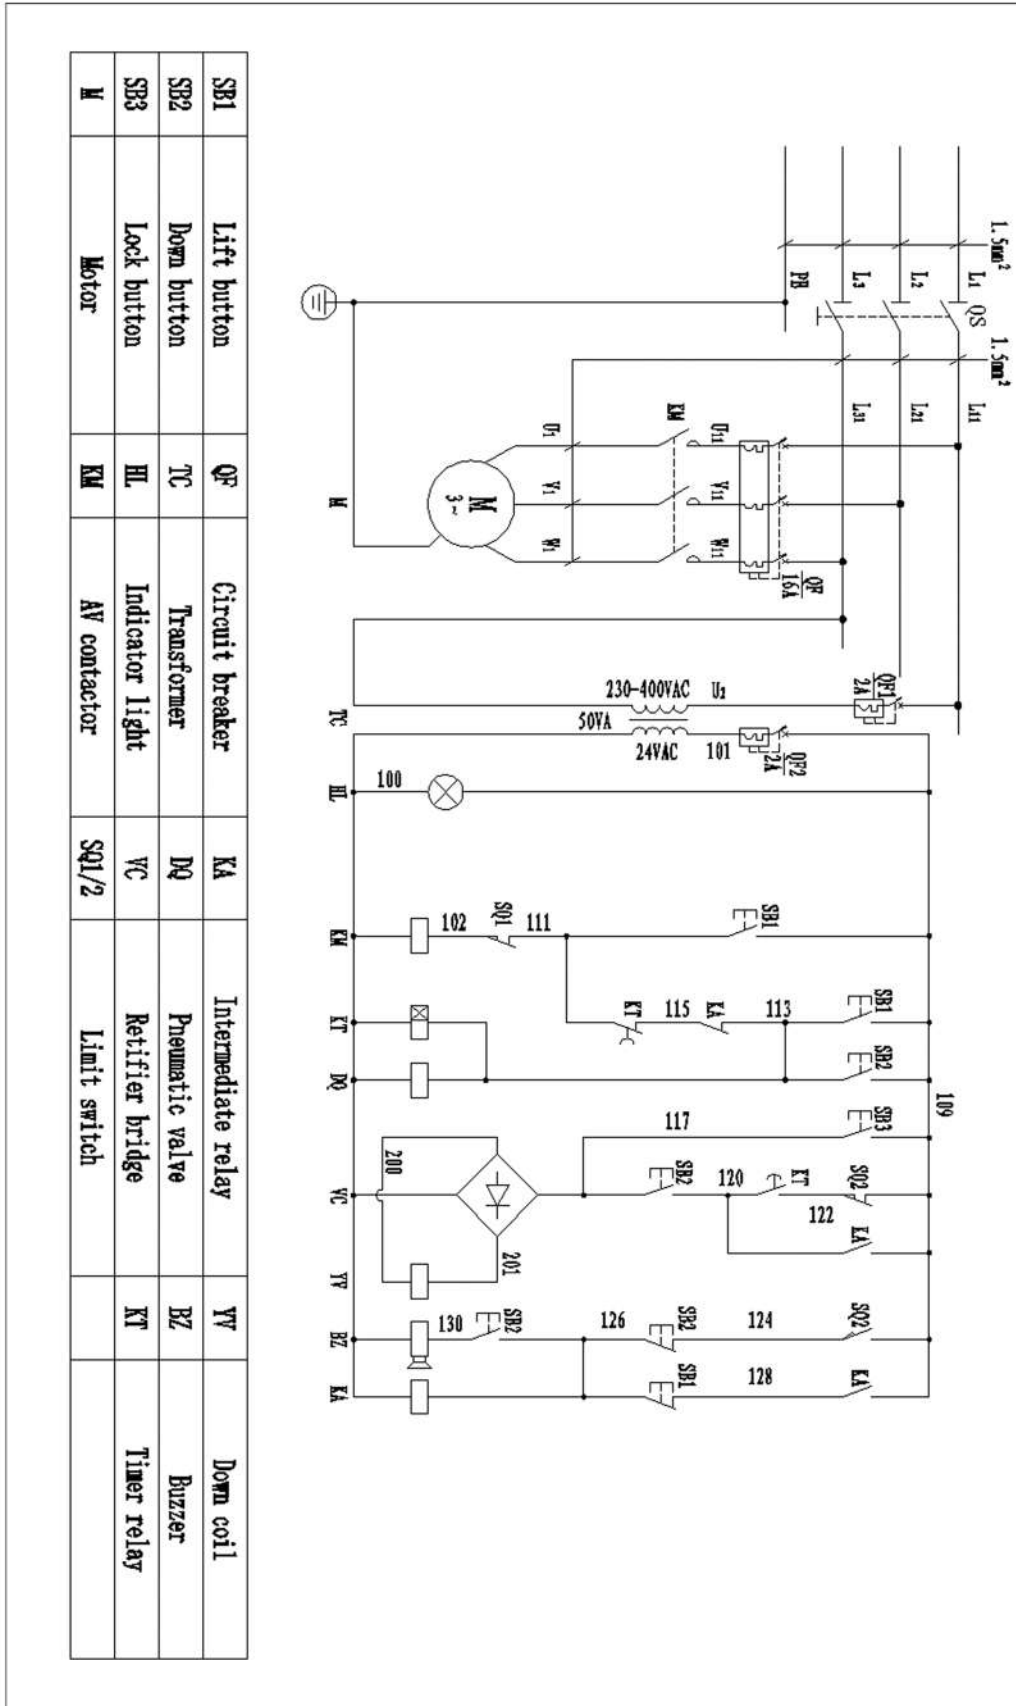 1.5mm² 1.5mm²
L1 QS L11
L2 L21
L3 L31
PB
QF
16A
U11 V11 W11
KM
U1 V1 W1
M
3~
M
QF1
2A
U2
230-400VAC
50VA
24VAC
101
QF2
2A
TC
100
HL
109
SB1
111
SQ1
102
KM
SB1
113
KA
115
KT
KT
SB2
DQ
SB3
117
SQ2
122
KT
120
KA
SB2
VC
200
201
YV
SQ2
124
SB2
126
SB2
130
BZ
KA
128
SB1
KA
SB1 Lift button QF Circuit breaker KA Intermediate relay YV Down coil
SB2 Down button TC Transformer DQ Pneumatic valve BZ Buzzer
SB3 Lock button HL Indicator light VC Retifier bridge KT Timer relay
M Motor KM AV contactor SQ1/2 Limit switch